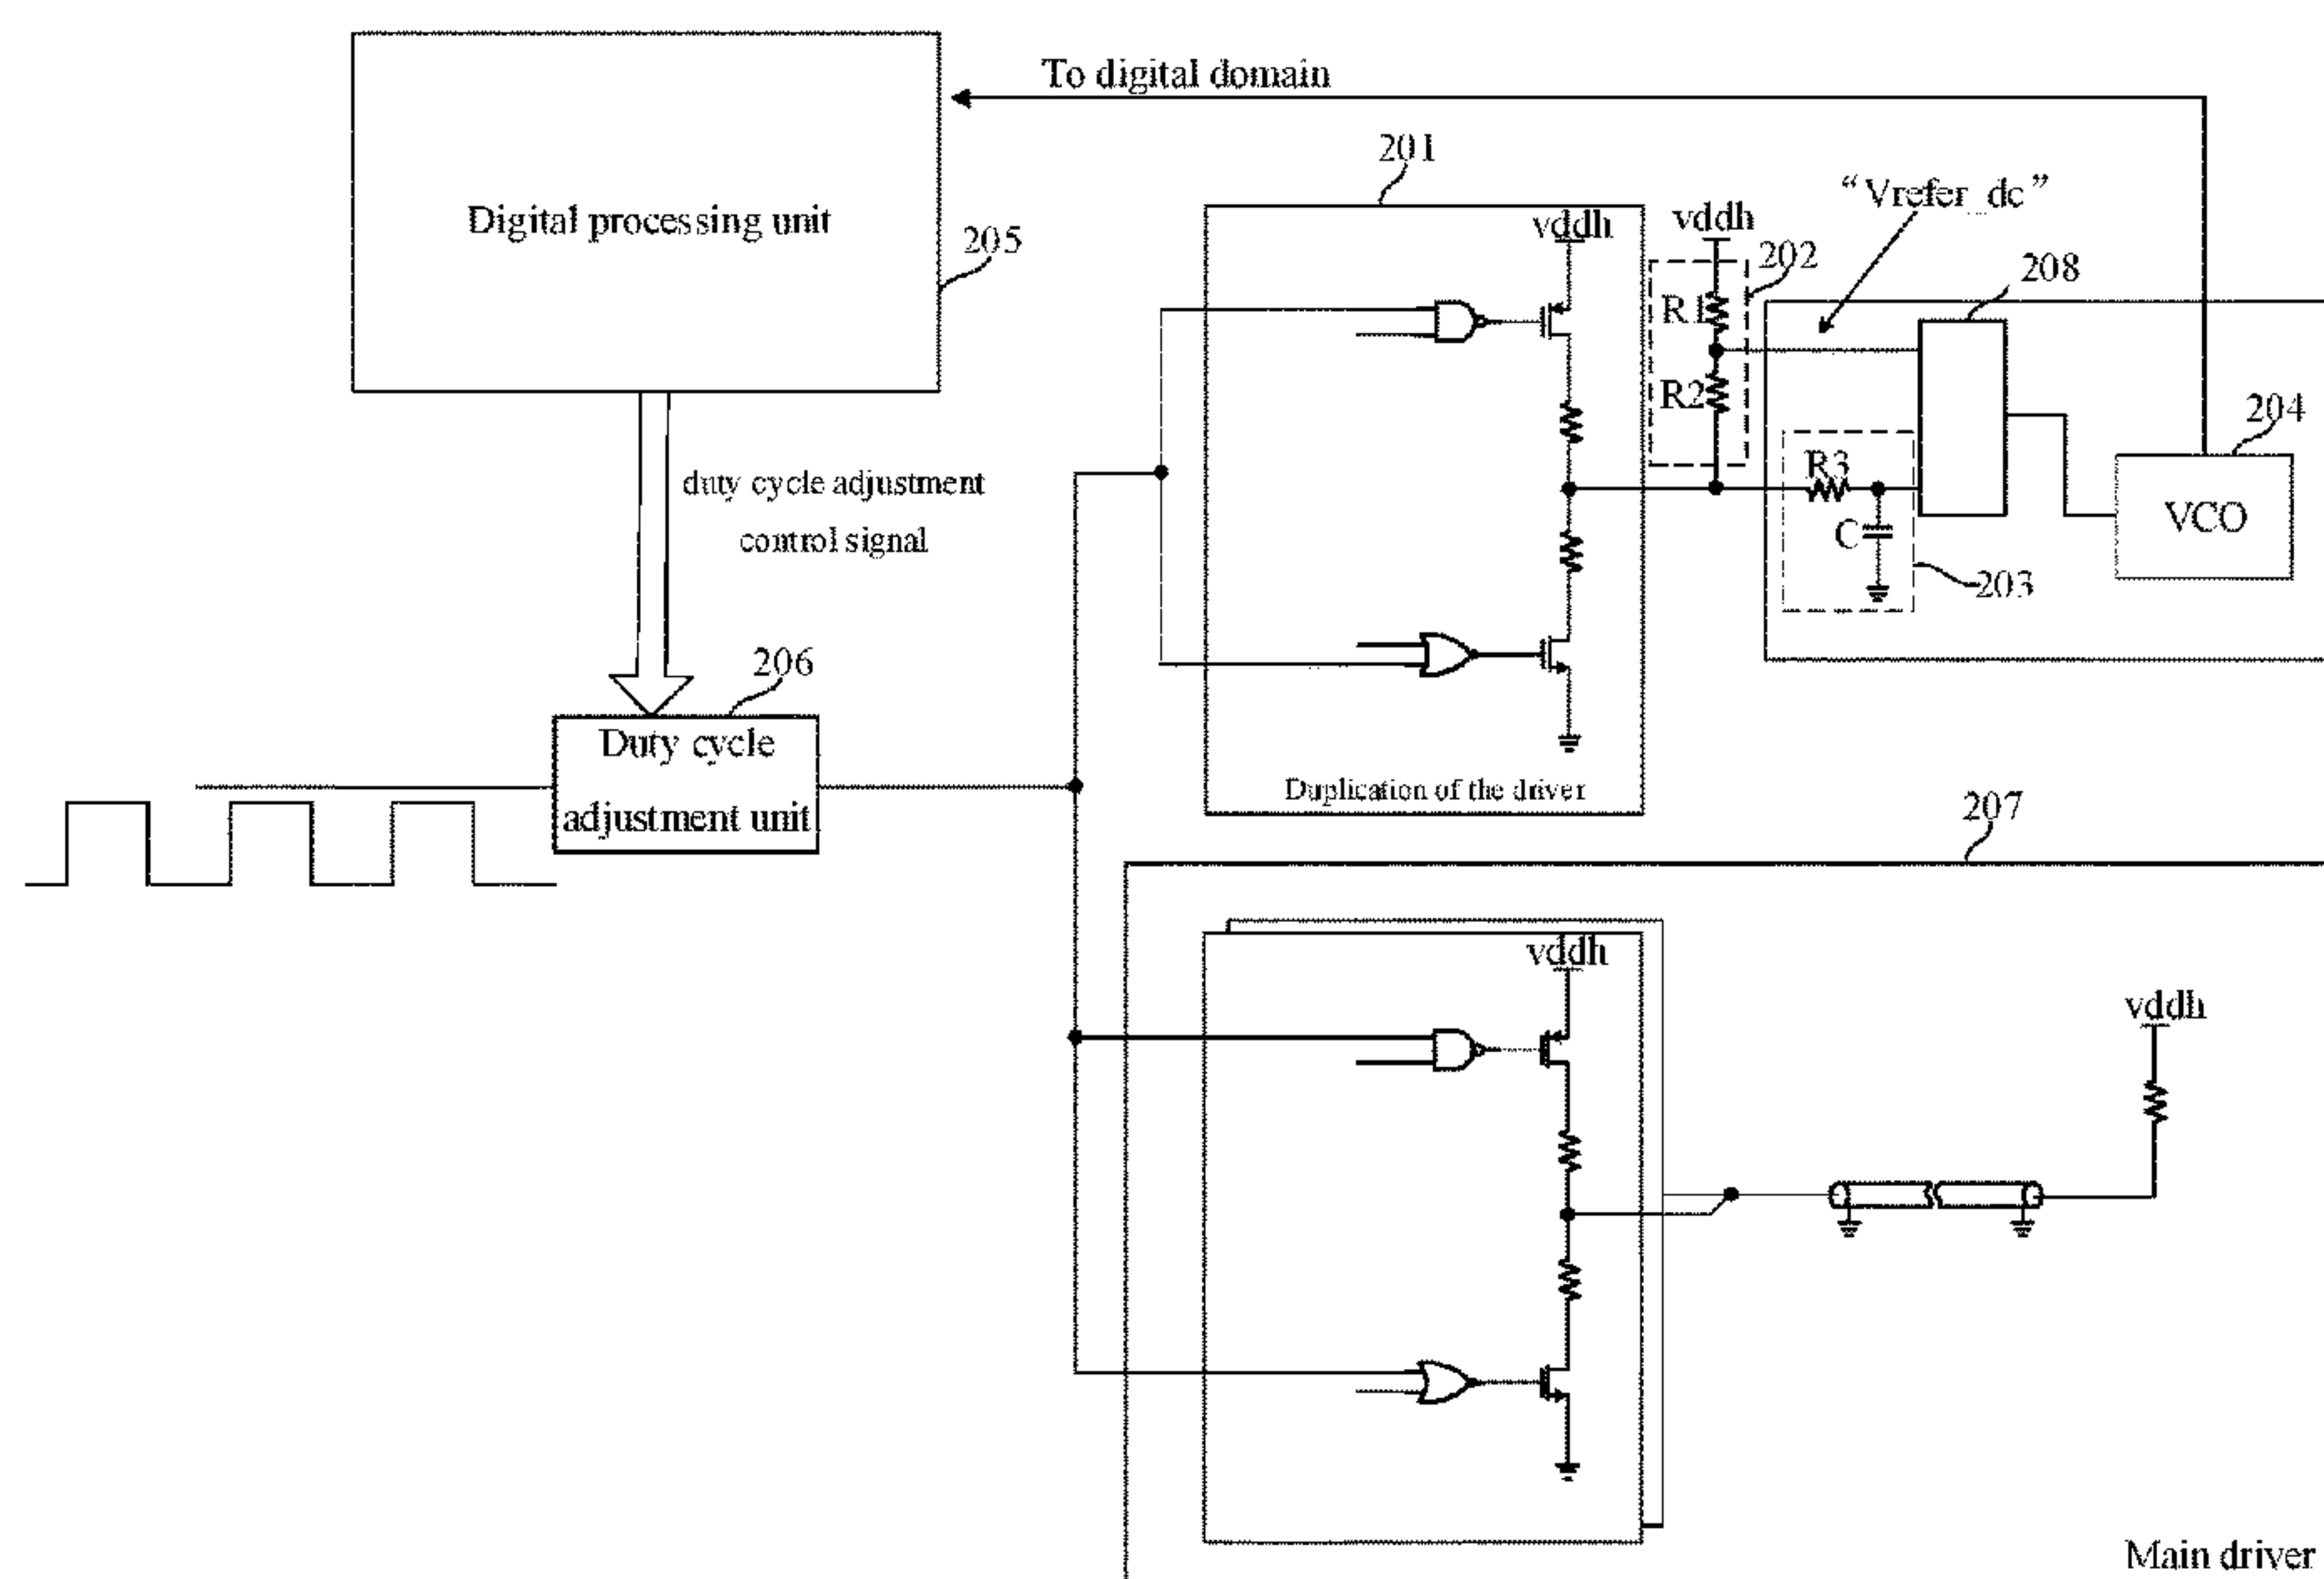 To digital domain
201
"Vrefer_dc"
Digital processing unit
205
vddh
vddh
202
208
R1
R2
204
duty cycle adjustment
control signal
R3
VCO
C
203
206
Duty cycle
adjustment unit
Duplication of the driver
207
vddh
vddh
Main driver